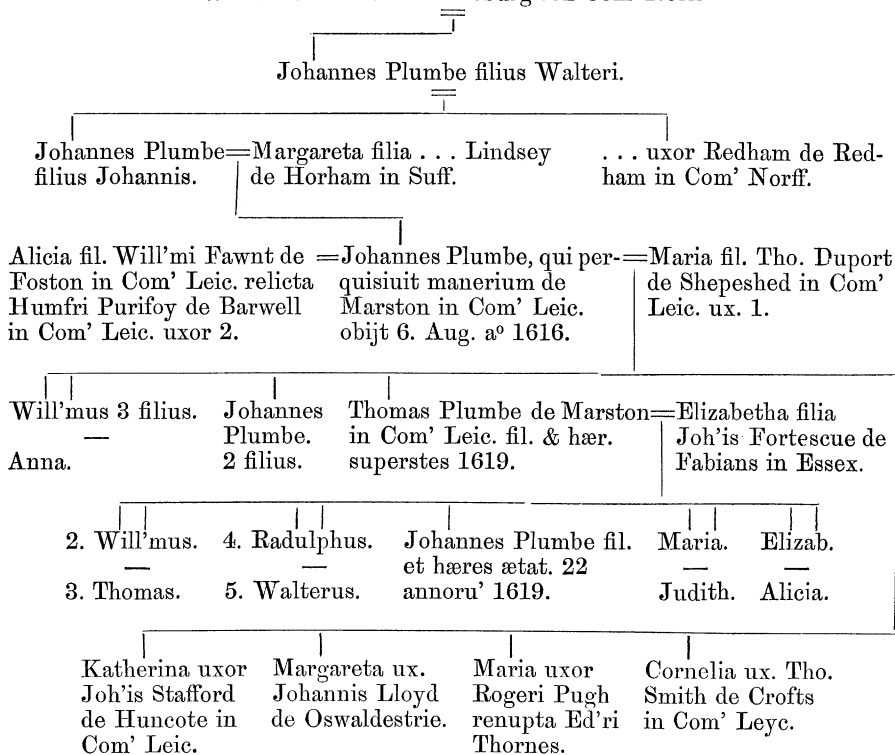 Johannes Plumbe filius Walteri.
Johannes Plumbe=Margareta filia . . . Lindsey
filius Johannis. de Horham in Suff.
. . . uxor Redham de Red-
ham in Com' Norff.
Alicia fil. Will'mi Fawnt de
Foston in Com' Leic. relicta
Humfri Purifoy de Barwell
in Com' Leic. uxor 2.
=Johannes Plumbe, qui per-
quisiuit manerium de
Marston in Com' Leic.
obijt 6. Aug. aº 1616.
=Maria fil. Tho. Duport
de Shepeshed in Com'
Leic. ux. 1.
Will'mus 3 filius.
—
Anna.
Johannes
Plumbe.
2 filius.
Thomas Plumbe de Marston
in Com' Leic. fil. & hær.
superstes 1619.
=Elizabetha filia
Joh'is Fortescue de
Fabians in Essex.
2. Will'mus.
—
3. Thomas.
4. Radulphus.
—
5. Walterus.
Johannes Plumbe fil.
et hæres ætat. 22
annoru' 1619.
Maria.
—
Judith.
Elizab.
—
Alicia.
Katherina uxor
Joh'is Stafford
de Huncote in
Com' Leic.
Margareta ux.
Johannis Lloyd
de Oswaldestrie.
Maria uxor
Rogeri Pugh
renupta Ed'ri
Thornes.
Cornelia ux. Tho.
Smith de Crofts
in Com' Leyc.